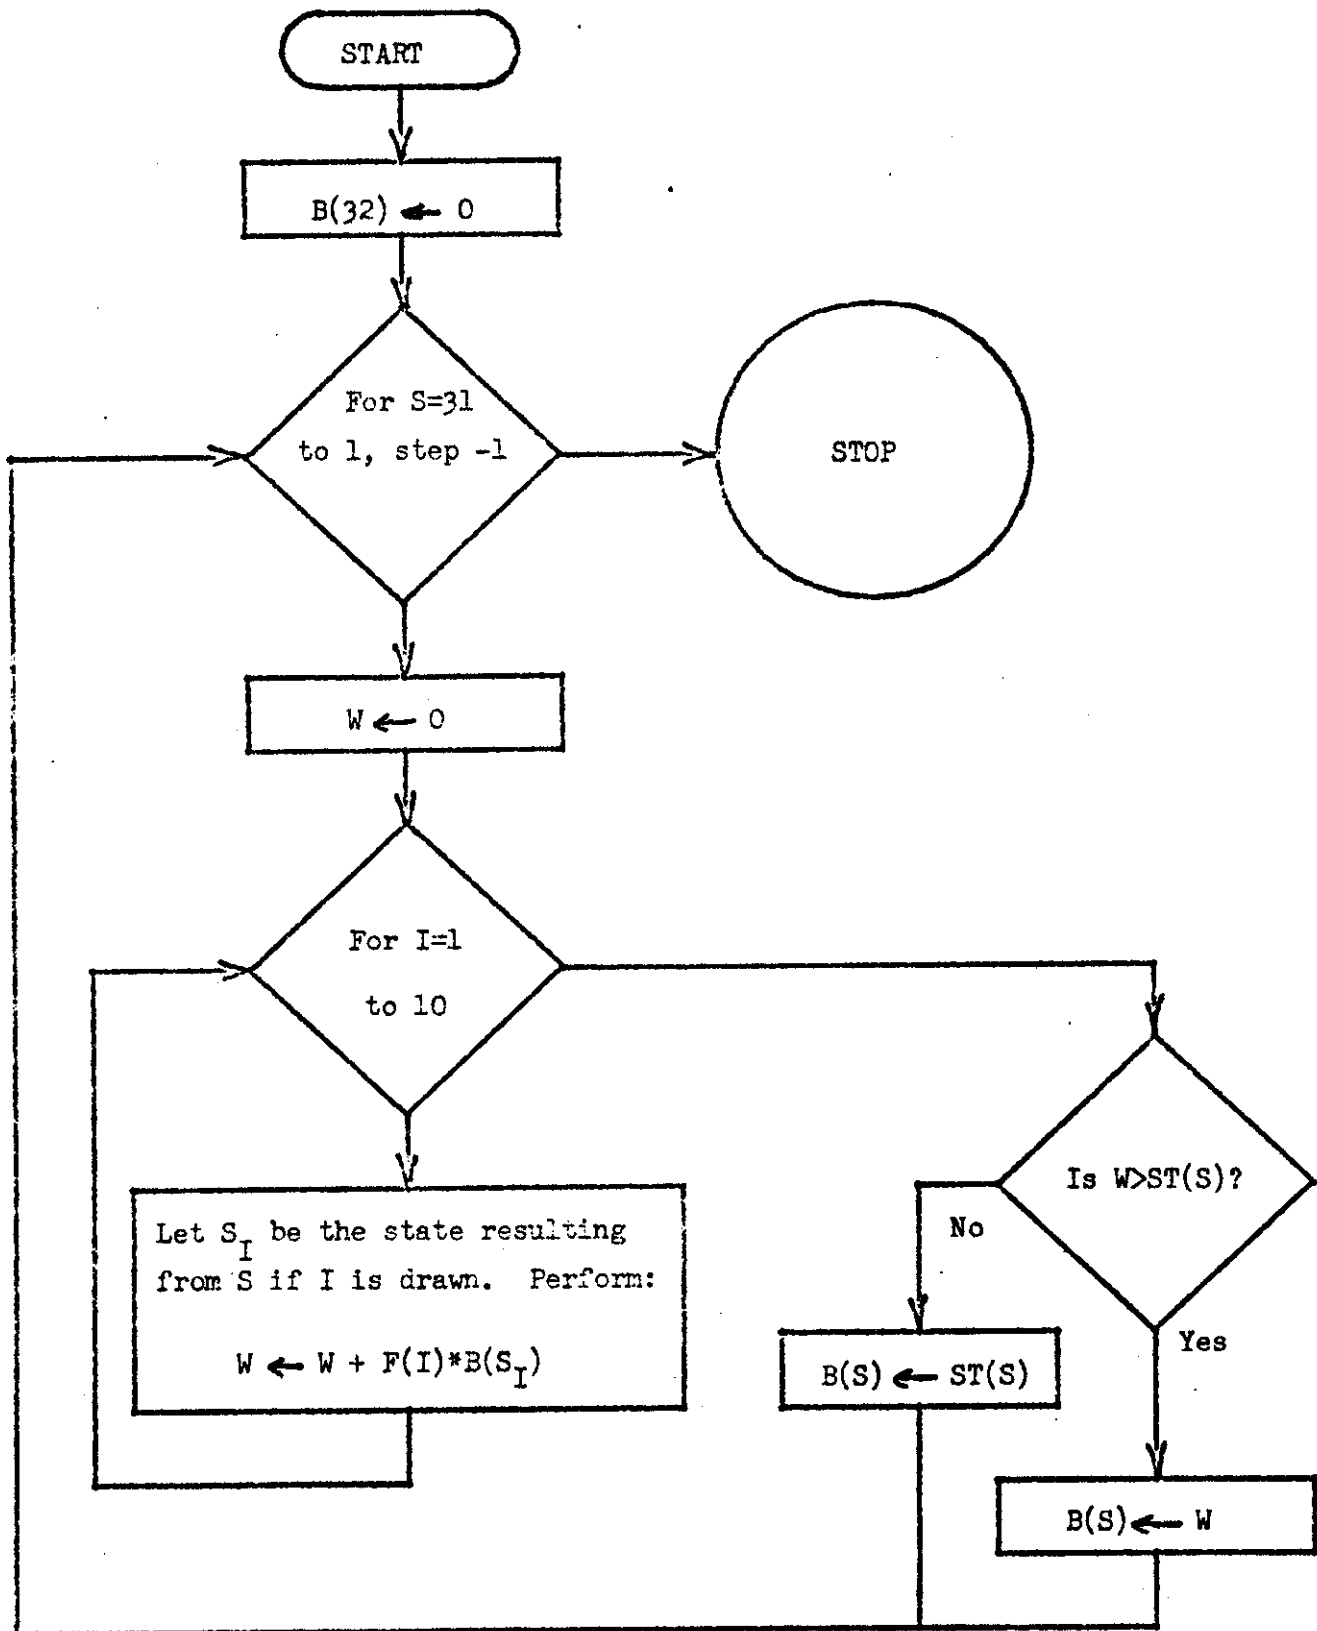 START
B(32) ← 0
For S=31
to 1, step -1
STOP
W ← 0
For I=1
to 10
Let S_I be the state resulting
from S if I is drawn. Perform:
W ← W + F(I)*B(S_I)
Is W>ST(S)?
No
Yes
B(S) ← ST(S)
B(S) ← W